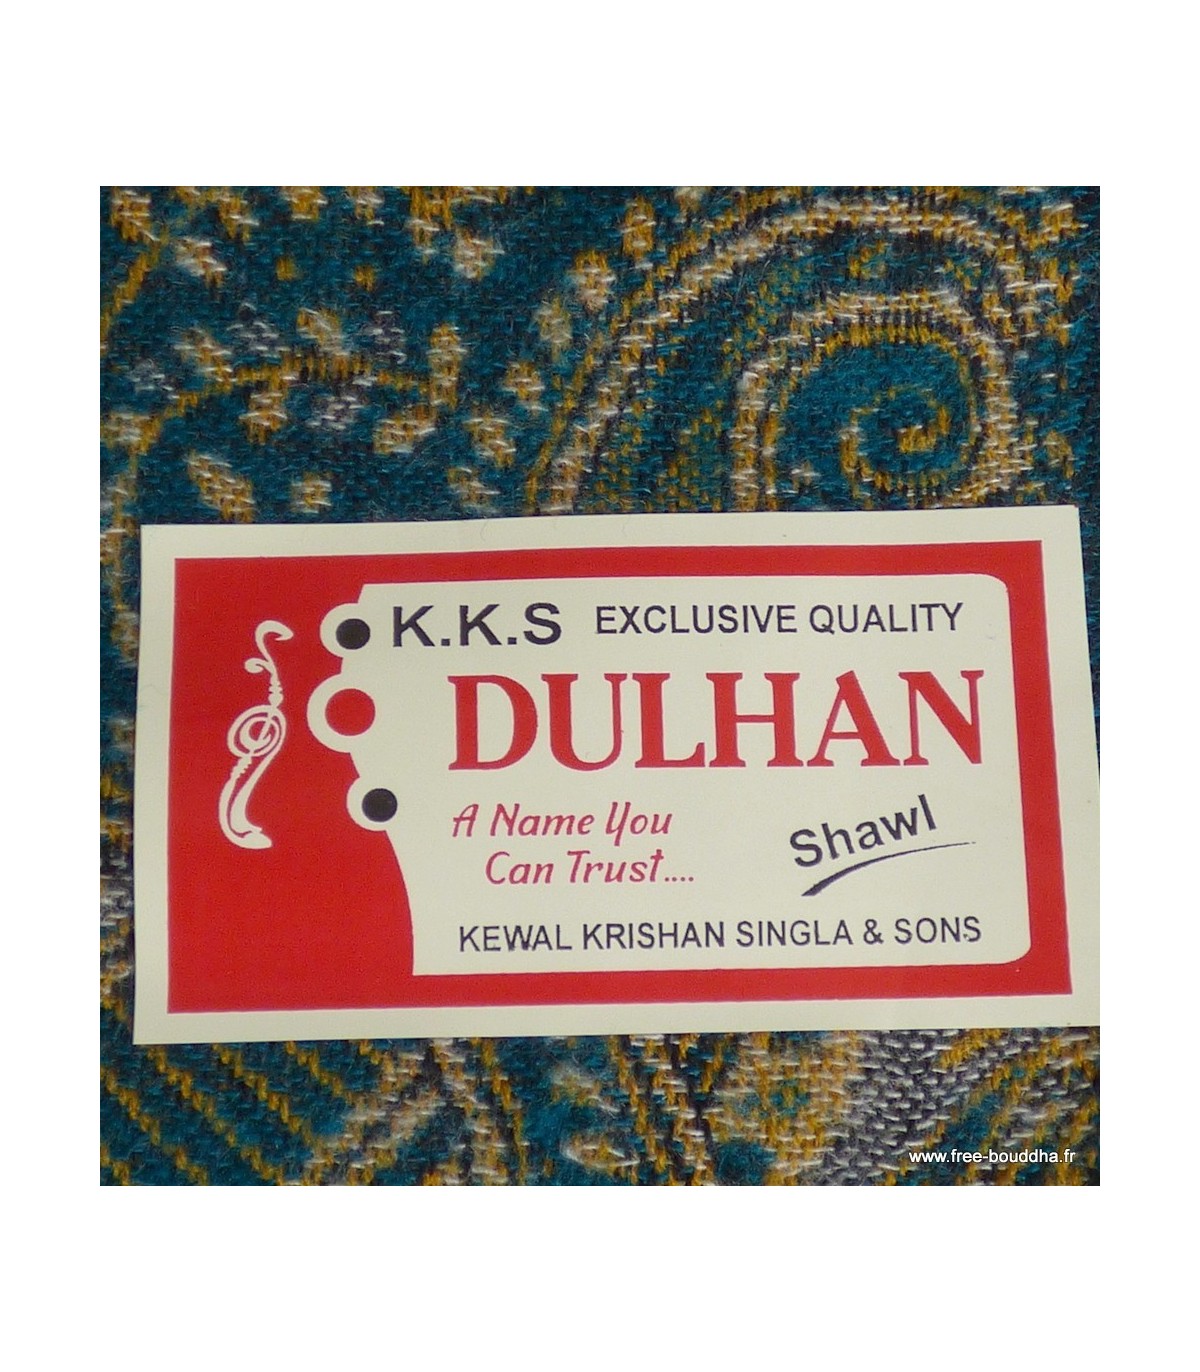 K.K.S EXCLUSIVE QUALITY
DULHAN
A Name You
Can Trust....
Shawl
KEWAL KRISHAN SINGLA & SONS
www.free-bouddha.fr